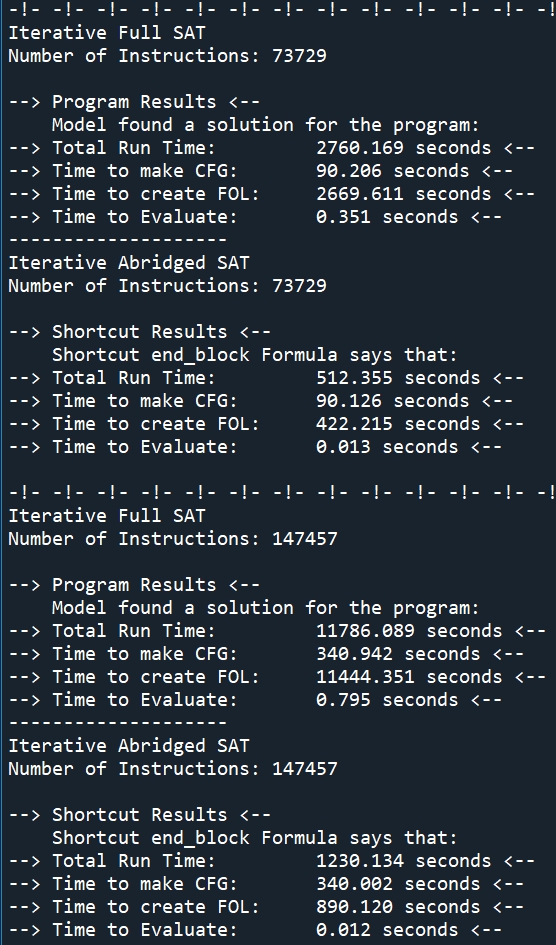 -!- -!- -!- -!- -!- -!- -!- -!- -!- -!- -!- -!- -!
Iterative Full SAT
Number of Instructions: 73729
--> Program Results <--
Model found a solution for the program:
--> Total Run Time: 2760.169 seconds <--
--> Time to make CFG: 90.206 seconds <--
--> Time to create FOL: 2669.611 seconds <--
--> Time to Evaluate: 0.351 seconds <--
--------------------
Iterative Abridged SAT
Number of Instructions: 73729
--> Shortcut Results <--
Shortcut end_block Formula says that:
--> Total Run Time: 512.355 seconds <--
--> Time to make CFG: 90.126 seconds <--
--> Time to create FOL: 422.215 seconds <--
--> Time to Evaluate: 0.013 seconds <--
-!- -!- -!- -!- -!- -!- -!- -!- -!- -!- -!- -!- -!
Iterative Full SAT
Number of Instructions: 147457
--> Program Results <--
Model found a solution for the program:
--> Total Run Time: 11786.089 seconds <--
--> Time to make CFG: 340.942 seconds <--
--> Time to create FOL: 11444.351 seconds <--
--> Time to Evaluate: 0.795 seconds <--
--------------------
Iterative Abridged SAT
Number of Instructions: 147457
--> Shortcut Results <--
Shortcut end_block Formula says that:
--> Total Run Time: 1230.134 seconds <--
--> Time to make CFG: 340.002 seconds <--
--> Time to create FOL: 890.120 seconds <--
--> Time to Evaluate: 0.012 seconds <--